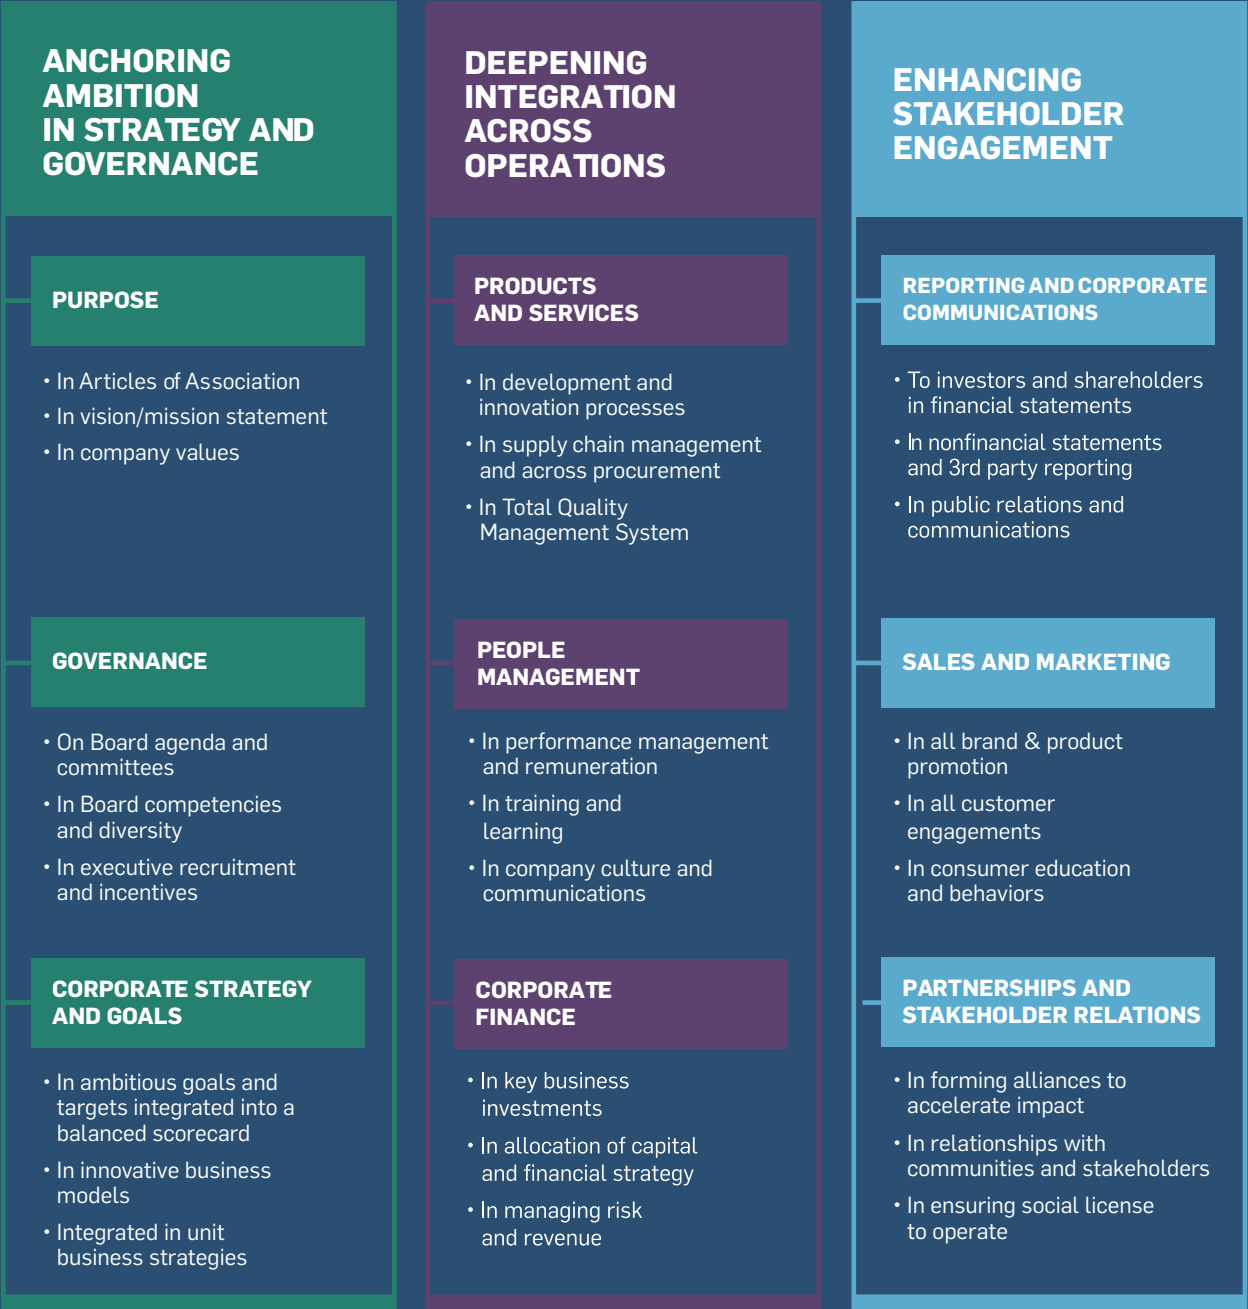 ANCHORING
AMBITION
IN STRATEGY AND
GOVERNANCE
PURPOSE
• In Articles of Association
• In vision/mission statement
• In company values
GOVERNANCE
• On Board agenda and
committees
• In Board competencies
and diversity
• In executive recruitment
and incentives
CORPORATE STRATEGY
AND GOALS
• In ambitious goals and
targets integrated into a
balanced scorecard
• In innovative business
models
• Integrated in unit
business strategies
DEEPENING
INTEGRATION
ACROSS
OPERATIONS
PRODUCTS
AND SERVICES
• In development and
innovation processes
• In supply chain management
and across procurement
• In Total Quality
Management System
PEOPLE
MANAGEMENT
• In performance management
and remuneration
• In training and
learning
• In company culture and
communications
CORPORATE
FINANCE
• In key business
investments
• In allocation of capital
and financial strategy
• In managing risk
and revenue
ENHANCING
STAKEHOLDER
ENGAGEMENT
REPORTING AND CORPORATE
COMMUNICATIONS
• To investors and shareholders
in financial statements
• In nonfinancial statements
and 3rd party reporting
• In public relations and
communications
SALES AND MARKETING
• In all brand & product
promotion
• In all customer
engagements
• In consumer education
and behaviors
PARTNERSHIPS AND
STAKEHOLDER RELATIONS
• In forming alliances to
accelerate impact
• In relationships with
communities and stakeholders
• In ensuring social license
to operate